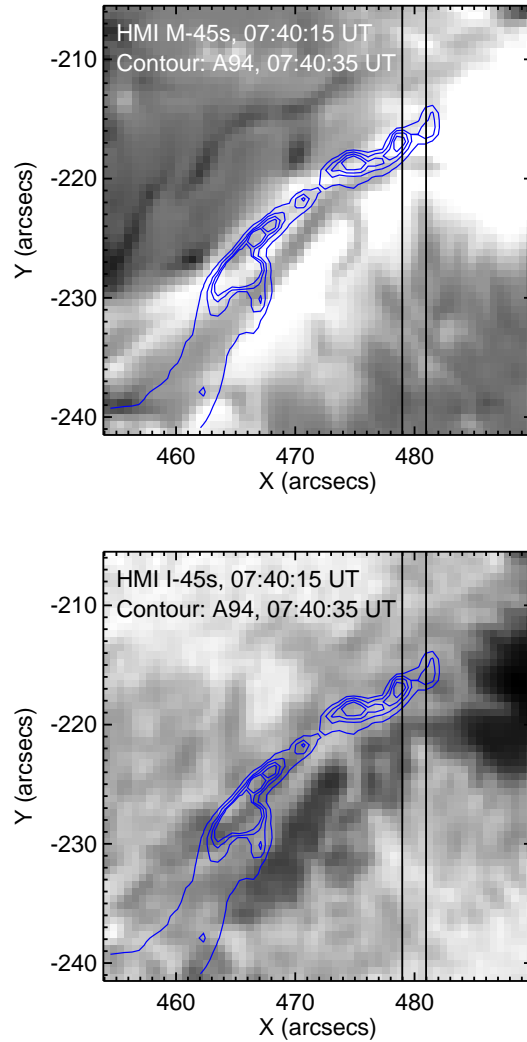 HMI M-45s, 07:40:15 UT
Contour: A94, 07:40:35 UT
-210
-220
-230
-240
Y (arcsecs)
460 470 480
X (arcsecs)
HMI I-45s, 07:40:15 UT
Contour: A94, 07:40:35 UT
-210
-220
-230
-240
Y (arcsecs)
460 470 480
X (arcsecs)